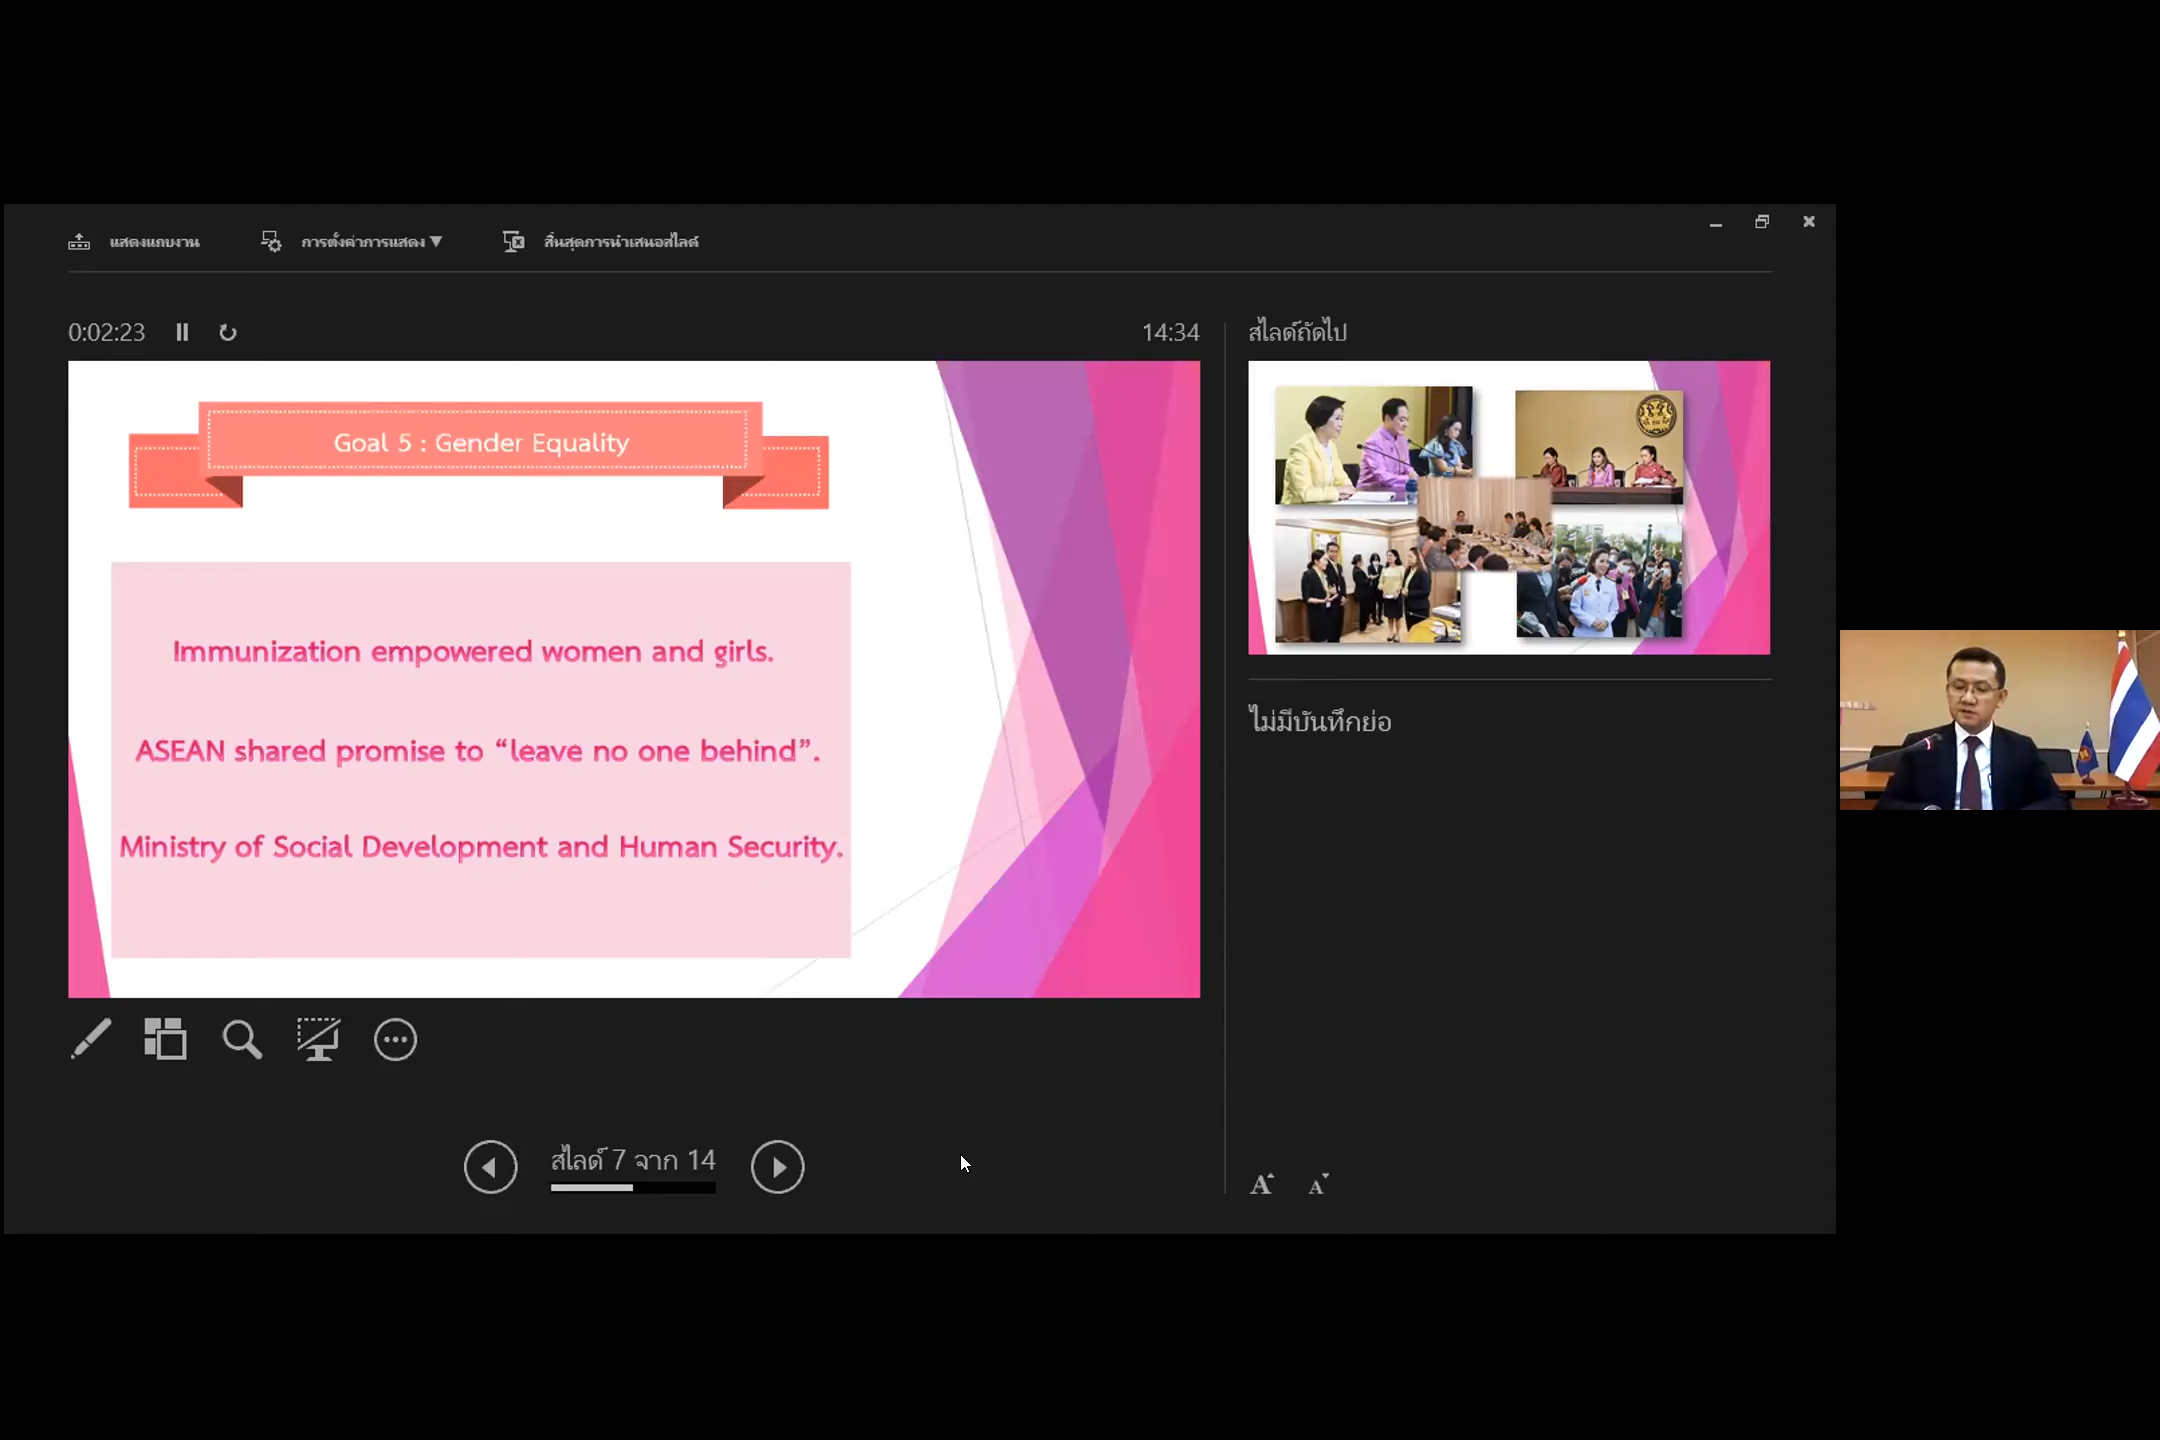 แสดงแถบงาน
การตั้งค่าการแสดง ▼
สิ้นสุดการนำเสนอสไลด์
0:02:23
14:34
สไลด์ถัดไป
Goal 5 : Gender Equality
Immunization empowered women and girls.
ASEAN shared promise to “leave no one behind”.
Ministry of Social Development and Human Security.
ไม่มีบันทึกย่อ
สไลด์ 7 จาก 14
A A